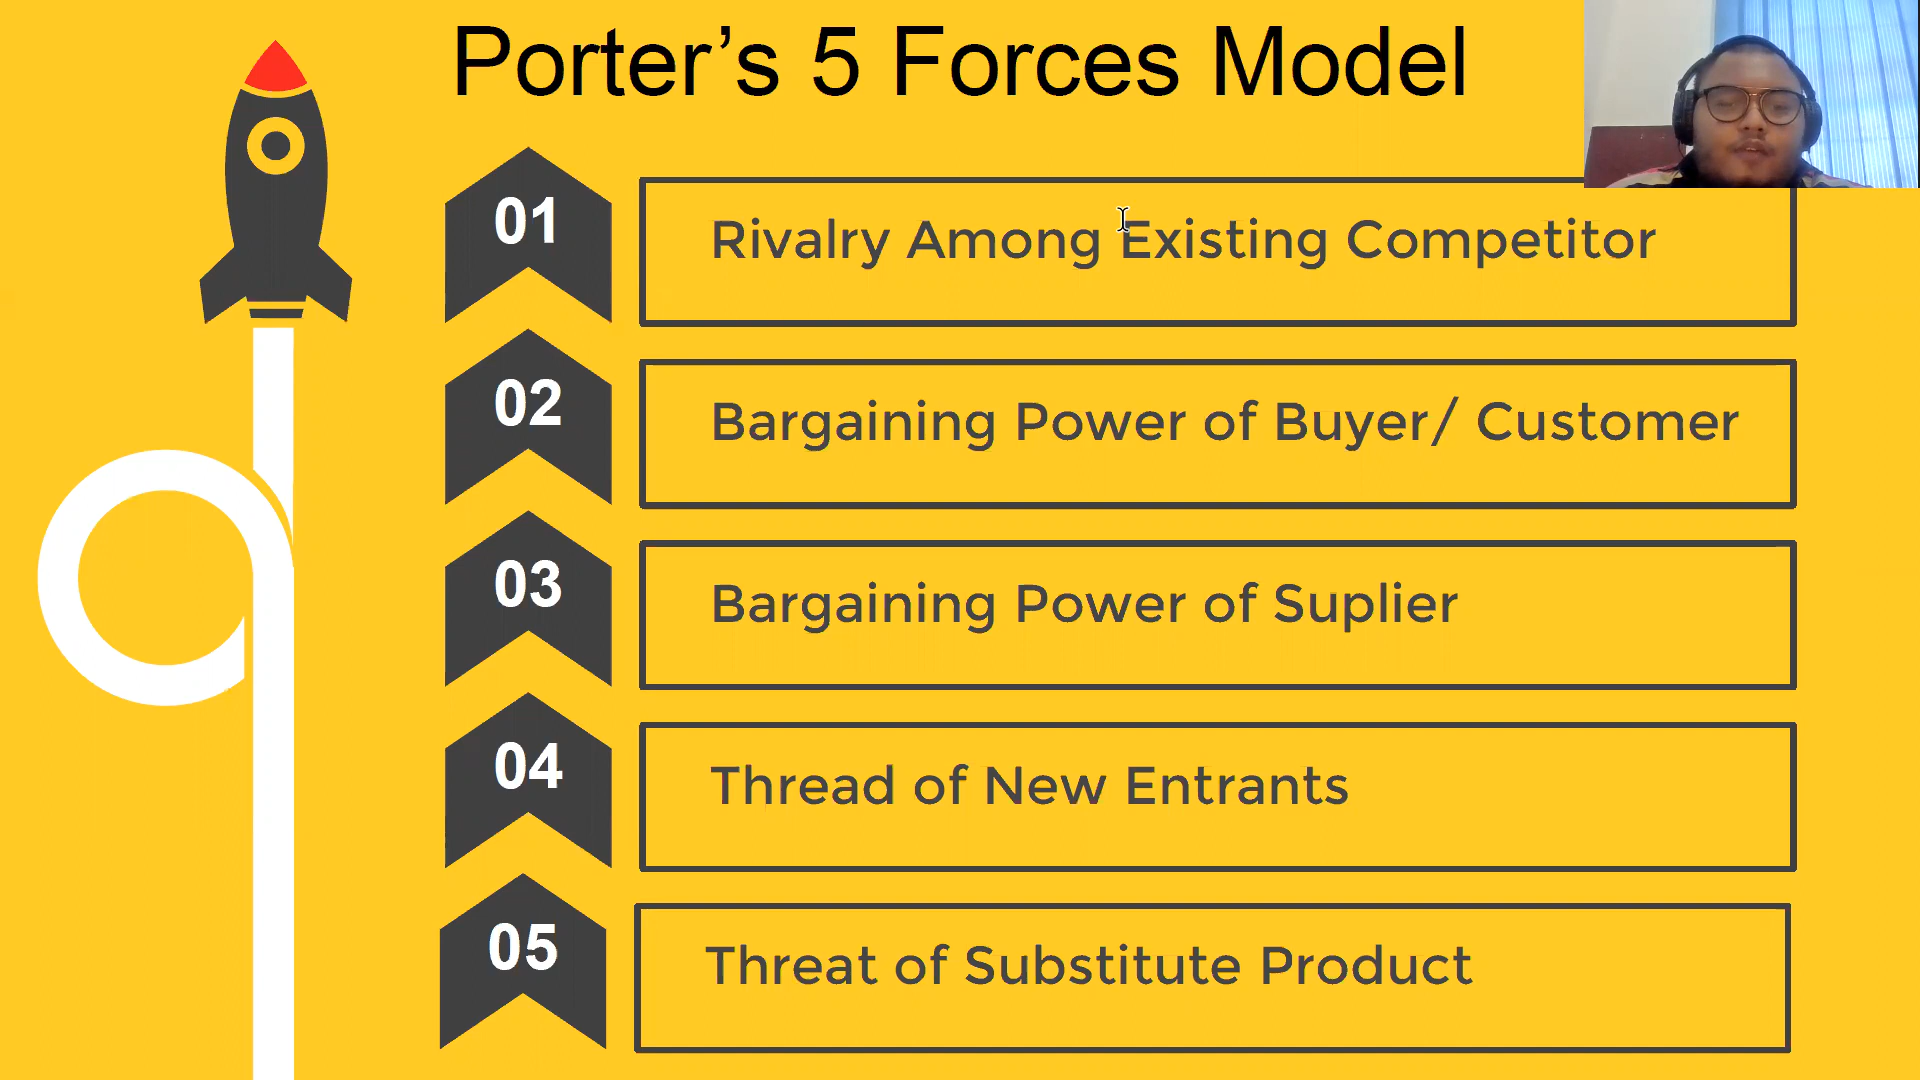 Porter’s 5 Forces Model
01
Rivalry Among Existing Competitor
02
Bargaining Power of Buyer/ Customer
03
Bargaining Power of Suplier
04
Thread of New Entrants
05
Threat of Substitute Product